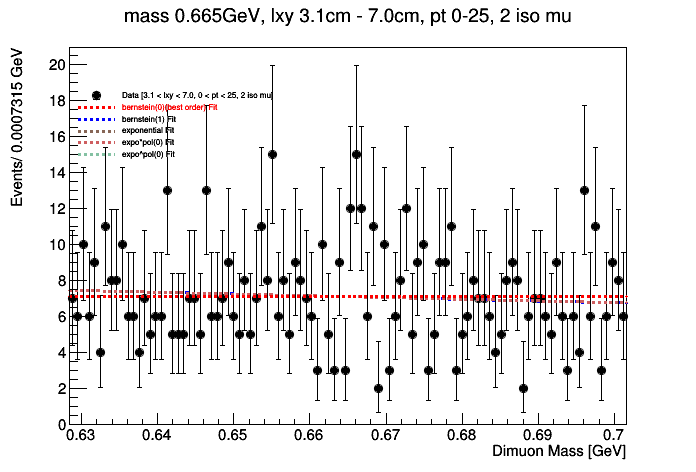 mass 0.665GeV, lxy 3.1cm - 7.0cm, pt 0-25, 2 iso mu
Events/ 0.0007315 GeV
20
18
16
14
12
10
8
6
4
2
0
Data [3.1 < lxy < 7.0, 0 < pt < 25, 2 iso mu]
bernstein(0)(best order) Fit
bernstein(1) Fit
exponential Fit
expo*pol(0) Fit
expo^pol(0) Fit
0.63 0.64 0.65 0.66 0.67 0.68 0.69 0.7
Dimuon Mass [GeV]